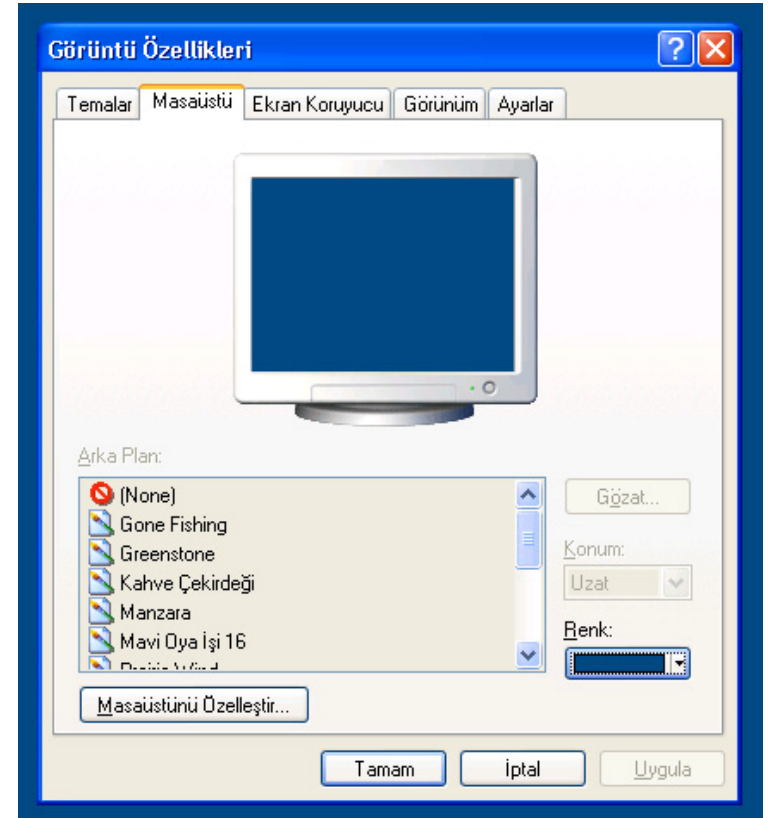 Görüntü Özellikleri
Temalar Masaüstü Ekran Koruyucu Görünüm Ayarlar
Arka Plan:
(None)
Gone Fishing
Greenstone
Kahve Çekirdeği
Manzara
Mavi Oya İşi 16
Gözat...
Konum:
Uzat
Renk:
Masaüstünü Özelleştir...
Tamam İptal Uygula